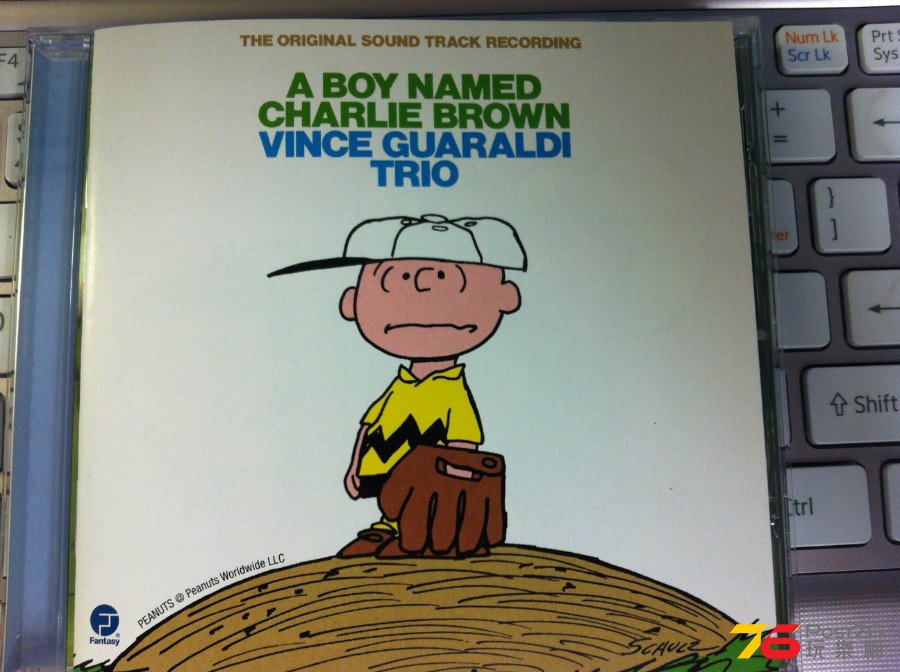 THE ORIGINAL SOUND TRACK RECORDING
A BOY NAMED
CHARLIE BROWN
VINCE GUARALDI
TRIO
PEANUTS @ Peanuts Worldwide LLC
Fantasy
SCHULZ
76
F4
Num Lk
Scr Lk
Prt
Sys
+
=
}
]
Shift
Ctrl